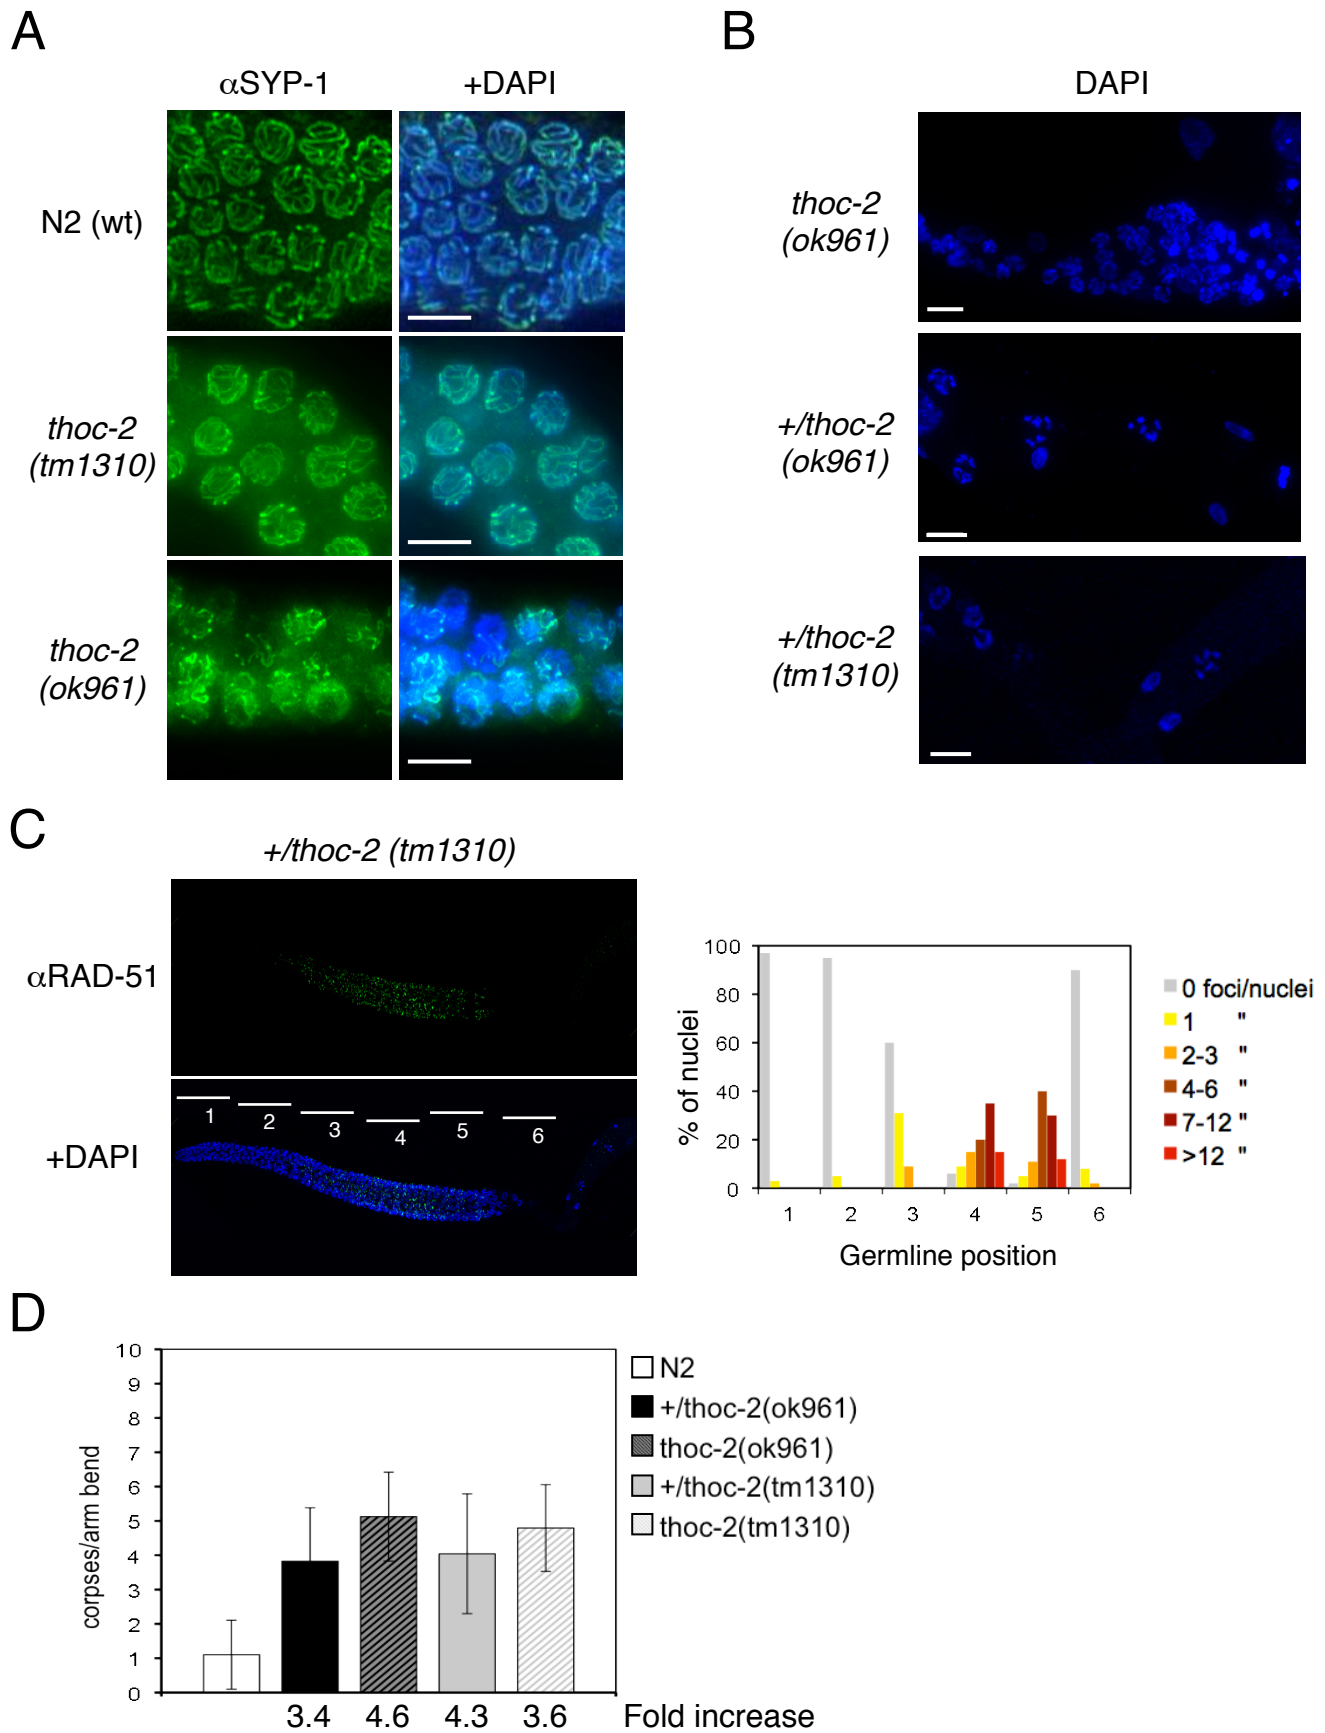 A
αSYP-1
+DAPI
N2 (wt)
thoc-2
(tm1310)
thoc-2
(ok961)
B
DAPI
thoc-2
(ok961)
+/thoc-2
(ok961)
+/thoc-2
(tm1310)
C
+/thoc-2 (tm1310)
αRAD-51
+DAPI
1 2 3 4 5 6
% of nuclei
100
80
60
40
20
0
1 2 3 4 5 6
Germline position
0 foci/nuclei
1 "
2-3 "
4-6 "
7-12 "
>12 "
D
corpses/arm bend
10
9
8
7
6
5
4
3
2
1
0
3.4 4.6 4.3 3.6 Fold increase
N2
+/thoc-2(ok961)
thoc-2(ok961)
+/thoc-2(tm1310)
thoc-2(tm1310)